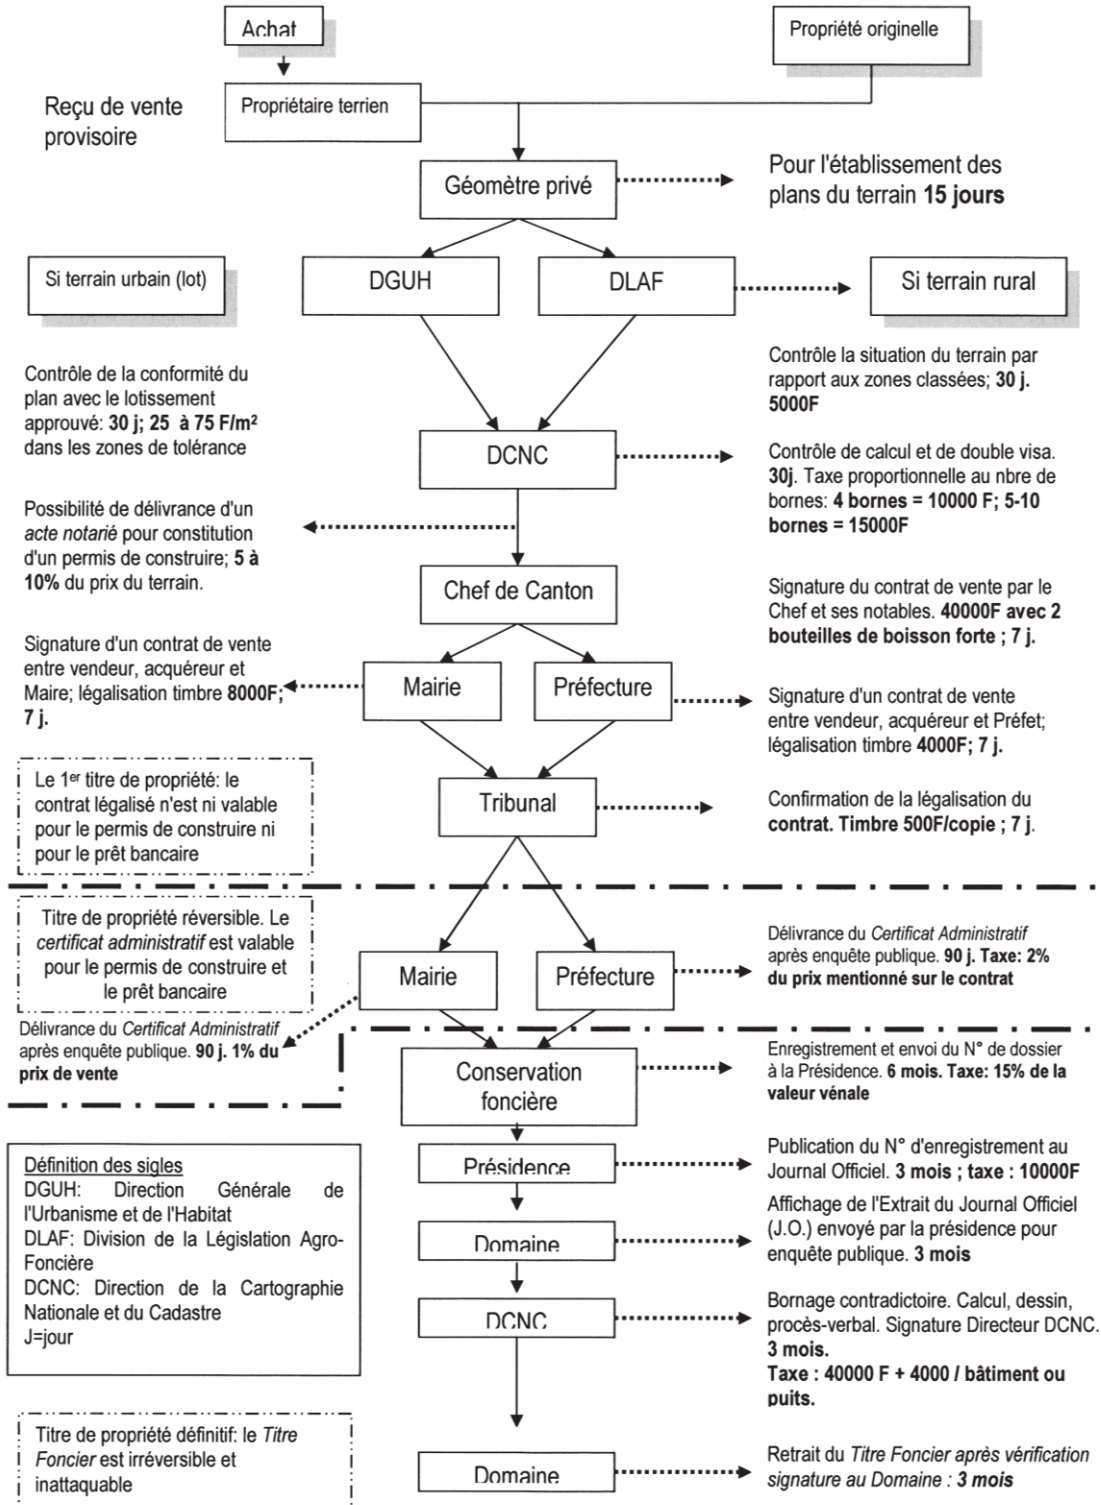 Achat
Propriété originelle
Reçu de vente
provisoire
Propriétaire terrien
Géomètre privé
Pour l'établissement des
plans du terrain 15 jours
Si terrain urbain (lot)
DGUH
DLAF
Si terrain rural
Contrôle de la conformité du
plan avec le lotissement
approuvé: 30 j; 25 à 75 F/m²
dans les zones de tolérance
Contrôle la situation du terrain par
rapport aux zones classées; 30 j.
5000F
DCNC
Contrôle de calcul et de double visa.
30j. Taxe proportionnelle au nbre de
bornes: 4 bornes = 10000 F; 5-10
bornes = 15000F
Possibilité de délivrance d'un
acte notarié pour constitution
d'un permis de construire; 5 à
10% du prix du terrain.
Chef de Canton
Signature du contrat de vente par le
Chef et ses notables. 40000F avec 2
bouteilles de boisson forte ; 7 j.
Signature d'un contrat de vente
entre vendeur, acquéreur et
Maire; légalisation timbre 8000F;
7 j.
Mairie
Préfecture
Signature d'un contrat de vente
entre vendeur, acquéreur et Préfet;
légalisation timbre 4000F; 7 j.
Le 1er titre de propriété: le
contrat légalisé n'est ni valable
pour le permis de construire ni
pour le prêt bancaire
Tribunal
Confirmation de la légalisation du
contrat. Timbre 500F/copie ; 7 j.
Titre de propriété réversible. Le
certificat administratif est valable
pour le permis de construire et
le prêt bancaire
Mairie
Préfecture
Délivrance du Certificat Administratif
après enquête publique. 90 j. Taxe: 2%
du prix mentionné sur le contrat
Délivrance du Certificat Administratif
après enquête publique. 90 j. 1% du
prix de vente
Conservation
foncière
Enregistrement et envoi du N° de dossier
à la Présidence. 6 mois. Taxe: 15% de la
valeur vénale
Présidence
Publication du N° d'enregistrement au
Journal Officiel. 3 mois ; taxe : 10000F
Domaine
Affichage de l'Extrait du Journal Officiel
(J.O.) envoyé par la présidence pour
enquête publique. 3 mois
DCNC
Bornage contradictoire. Calcul, dessin,
procès-verbal. Signature Directeur DCNC.
3 mois.
Taxe : 40000 F + 4000 / bâtiment ou
puits.
Définition des sigles
DGUH: Direction Générale de
l'Urbanisme et de l'Habitat
DLAF: Division de la Législation Agro-
Foncière
DCNC: Direction de la Cartographie
Nationale et du Cadastre
J=jour
Titre de propriété définitif: le Titre
Foncier est irréversible et
inattaquable
Domaine
Retrait du Titre Foncier après vérification
signature au Domaine : 3 mois